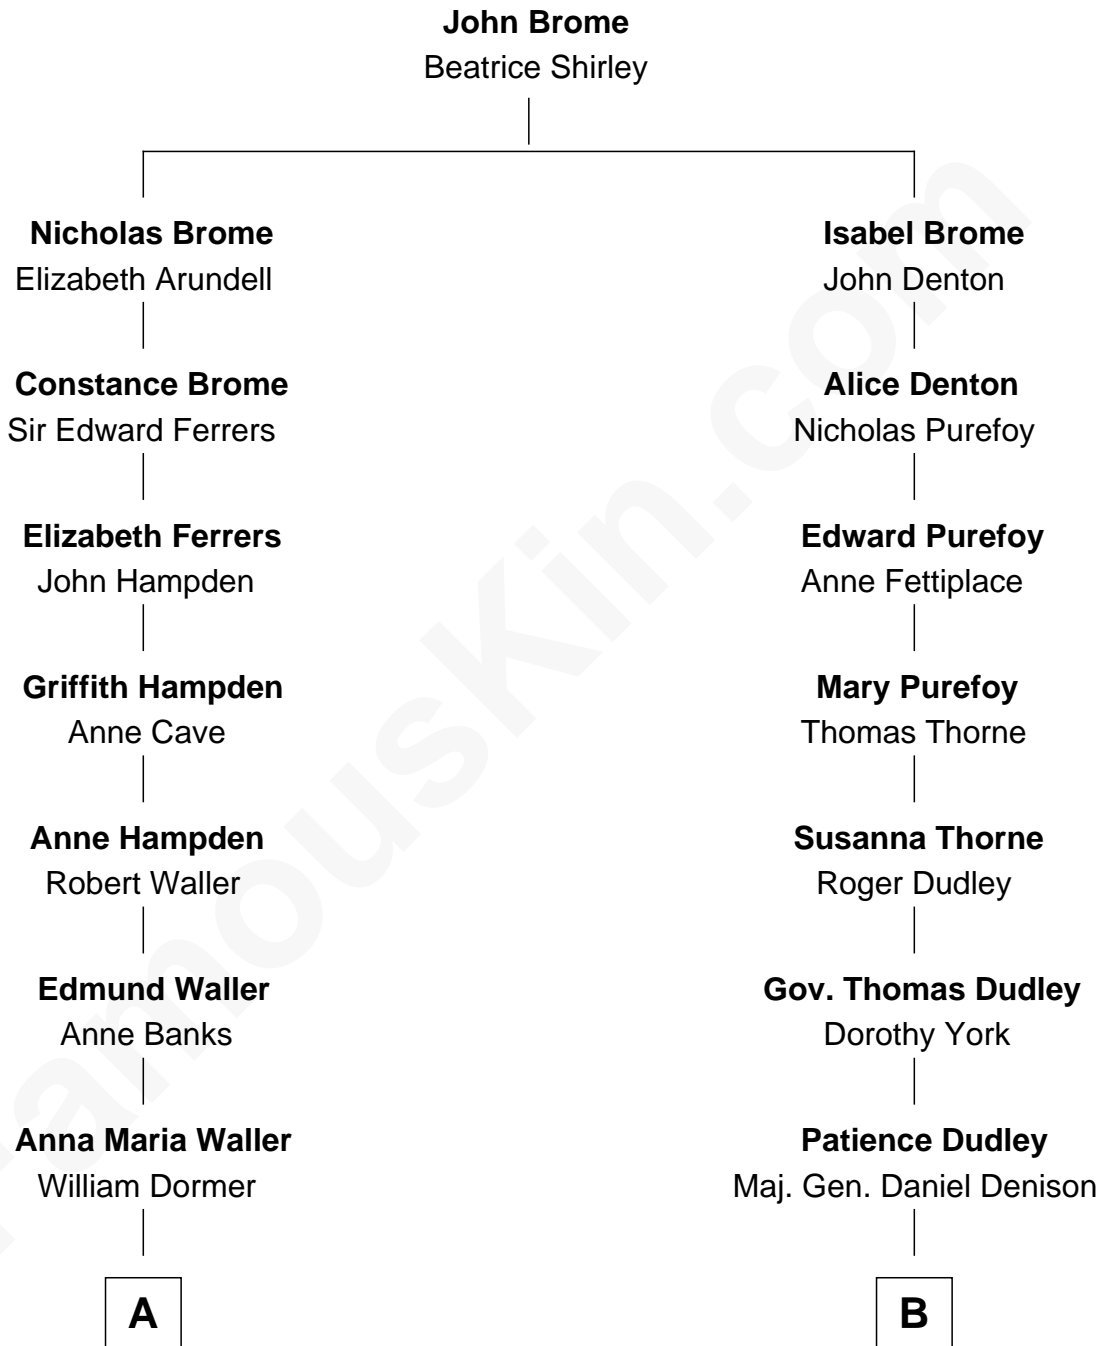 John Brome
Beatrice Shirley
Nicholas Brome
Elizabeth Arundell
Constance Brome
Sir Edward Ferrers
Elizabeth Ferrers
John Hampden
Griffith Hampden
Anne Cave
Anne Hampden
Robert Waller
Edmund Waller
Anne Banks
Anna Maria Waller
William Dormer
A
Isabel Brome
John Denton
Alice Denton
Nicholas Purefoy
Edward Purefoy
Anne Fettiplace
Mary Purefoy
Thomas Thorne
Susanna Thorne
Roger Dudley
Gov. Thomas Dudley
Dorothy York
Patience Dudley
Maj. Gen. Daniel Denison
B
FamousKin.com